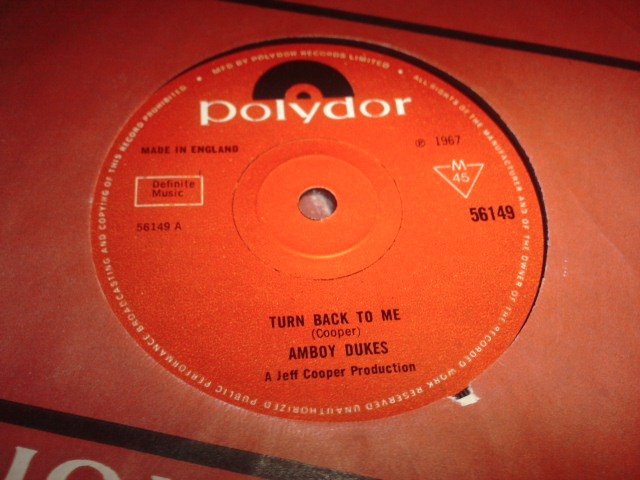 MFG BY POLYDOR RECORDS LIMITED. • ALL RIGHTS OF THE MANUFACTURER AND OF THE OWNER OF THE RECORDED WORK RESERVED UNAUTHORIZED PUBLIC PERFORMANCE BROADCASTING AND COPYING OF THIS RECORD PROHIBITED •
polydor
MADE IN ENGLAND
℗ 1967
Definite
Music
M
45
56149 A
56149
TURN BACK TO ME
(Cooper)
AMBOY DUKES
A Jeff Cooper Production